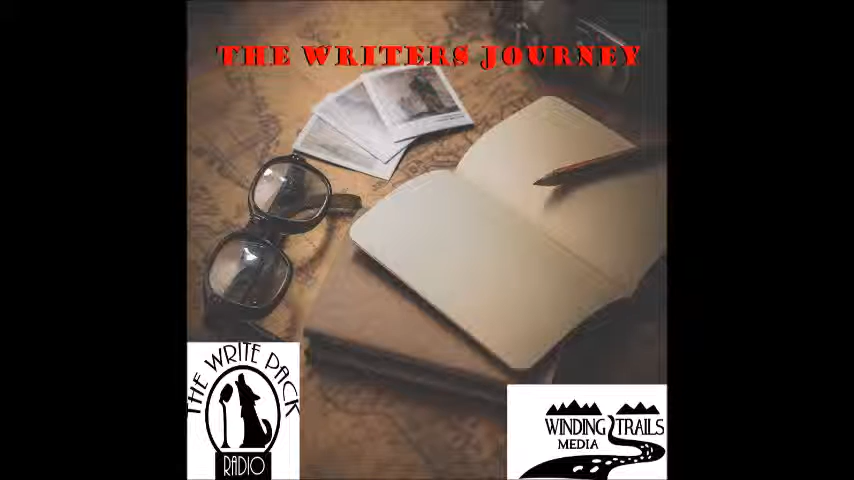 THE WRITERS JOURNEY
THE WRITE PACK
RADIO
WINDING TRAILS
MEDIA